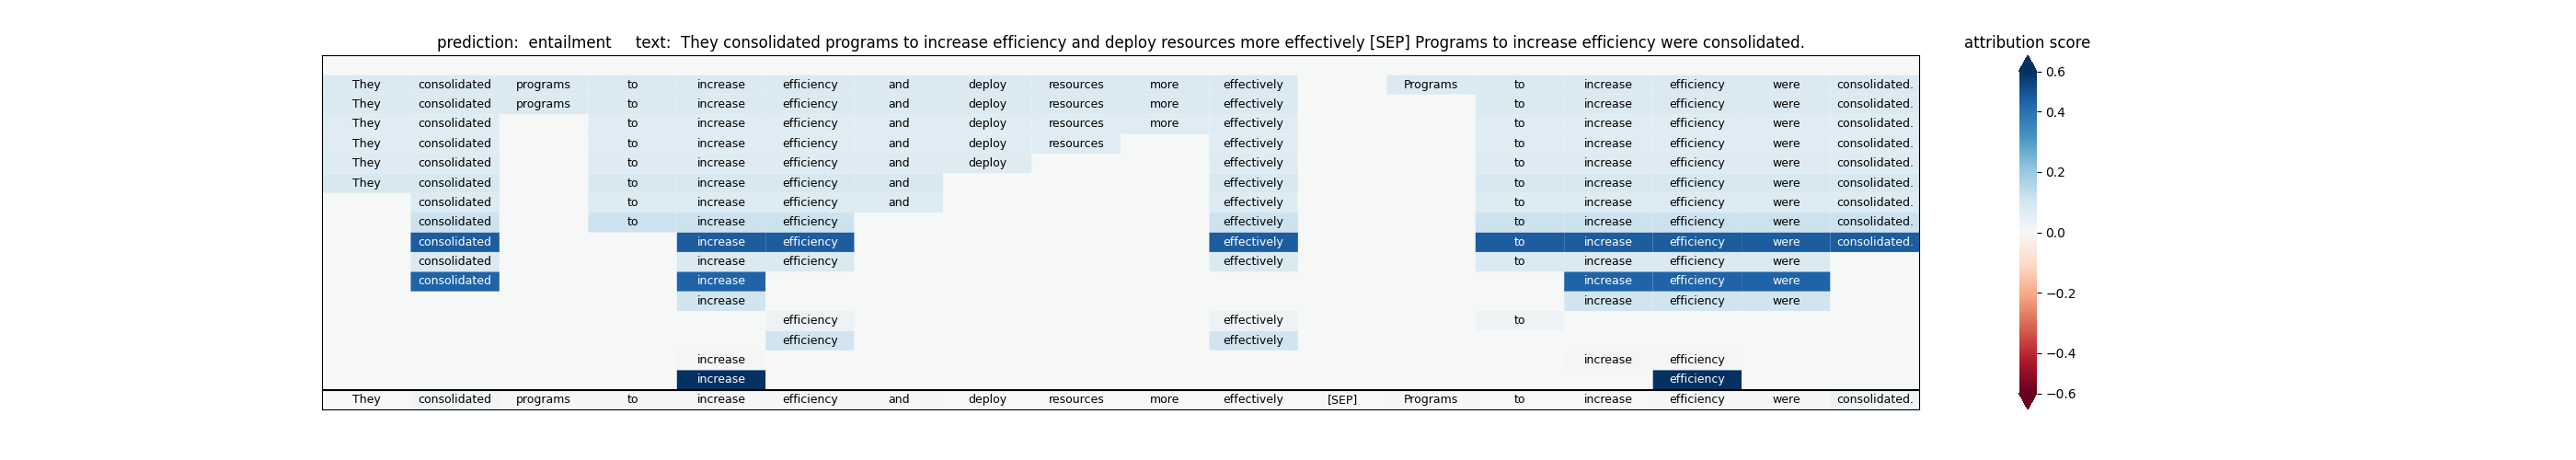 prediction: entailment text: They consolidated programs to increase efficiency and deploy resources more effectively [SEP] Programs to increase efficiency were consolidated.
attribution score
They consolidated programs to increase efficiency and deploy resources more effectively Programs to increase efficiency were consolidated.
They consolidated programs to increase efficiency and deploy resources more effectively to increase efficiency were consolidated.
They consolidated to increase efficiency and deploy resources more effectively to increase efficiency were consolidated.
They consolidated to increase efficiency and deploy resources effectively to increase efficiency were consolidated.
They consolidated to increase efficiency and deploy effectively to increase efficiency were consolidated.
They consolidated to increase efficiency and effectively to increase efficiency were consolidated.
consolidated to increase efficiency and effectively to increase efficiency were consolidated.
consolidated to increase efficiency effectively to increase efficiency were consolidated.
consolidated increase efficiency effectively to increase efficiency were consolidated.
consolidated increase efficiency effectively to increase efficiency were
consolidated increase increase efficiency were
increase increase efficiency were
efficiency effectively to
efficiency effectively
increase increase efficiency
increase efficiency
They consolidated programs to increase efficiency and deploy resources more effectively [SEP] Programs to increase efficiency were consolidated.
0.6
0.4
0.2
0.0
−0.2
−0.4
−0.6